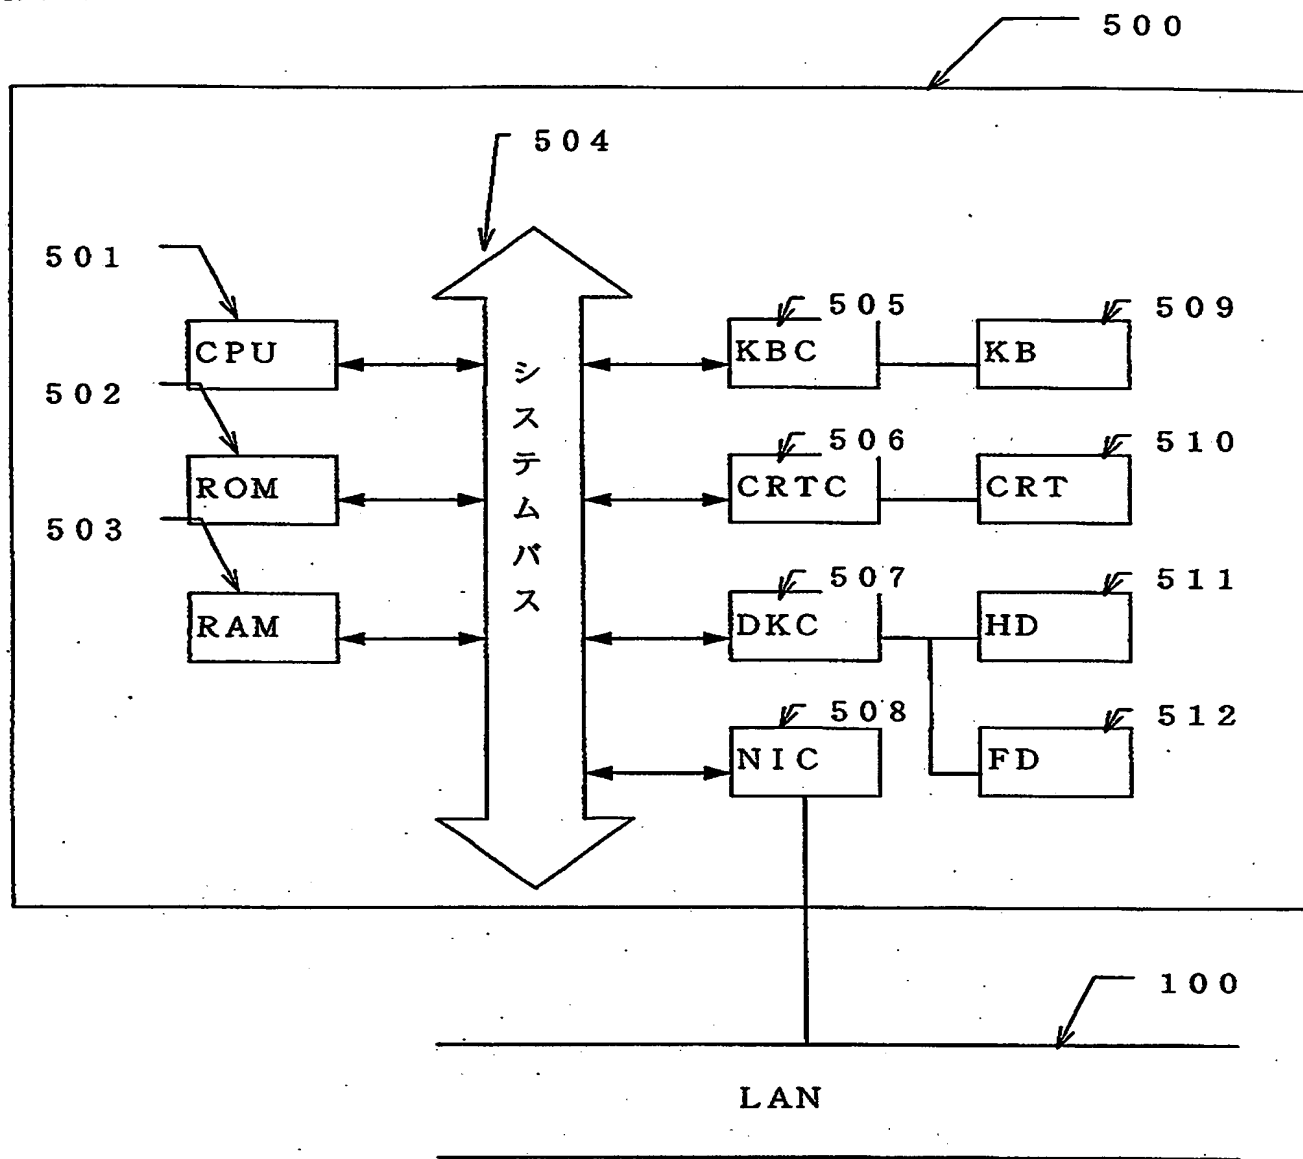 500
504
501
CPU
502
ROM
503
RAM
システムバス
505
KBC
509
KB
506
CRTC
510
CRT
507
DKC
511
HD
508
NIC
512
FD
100
LAN